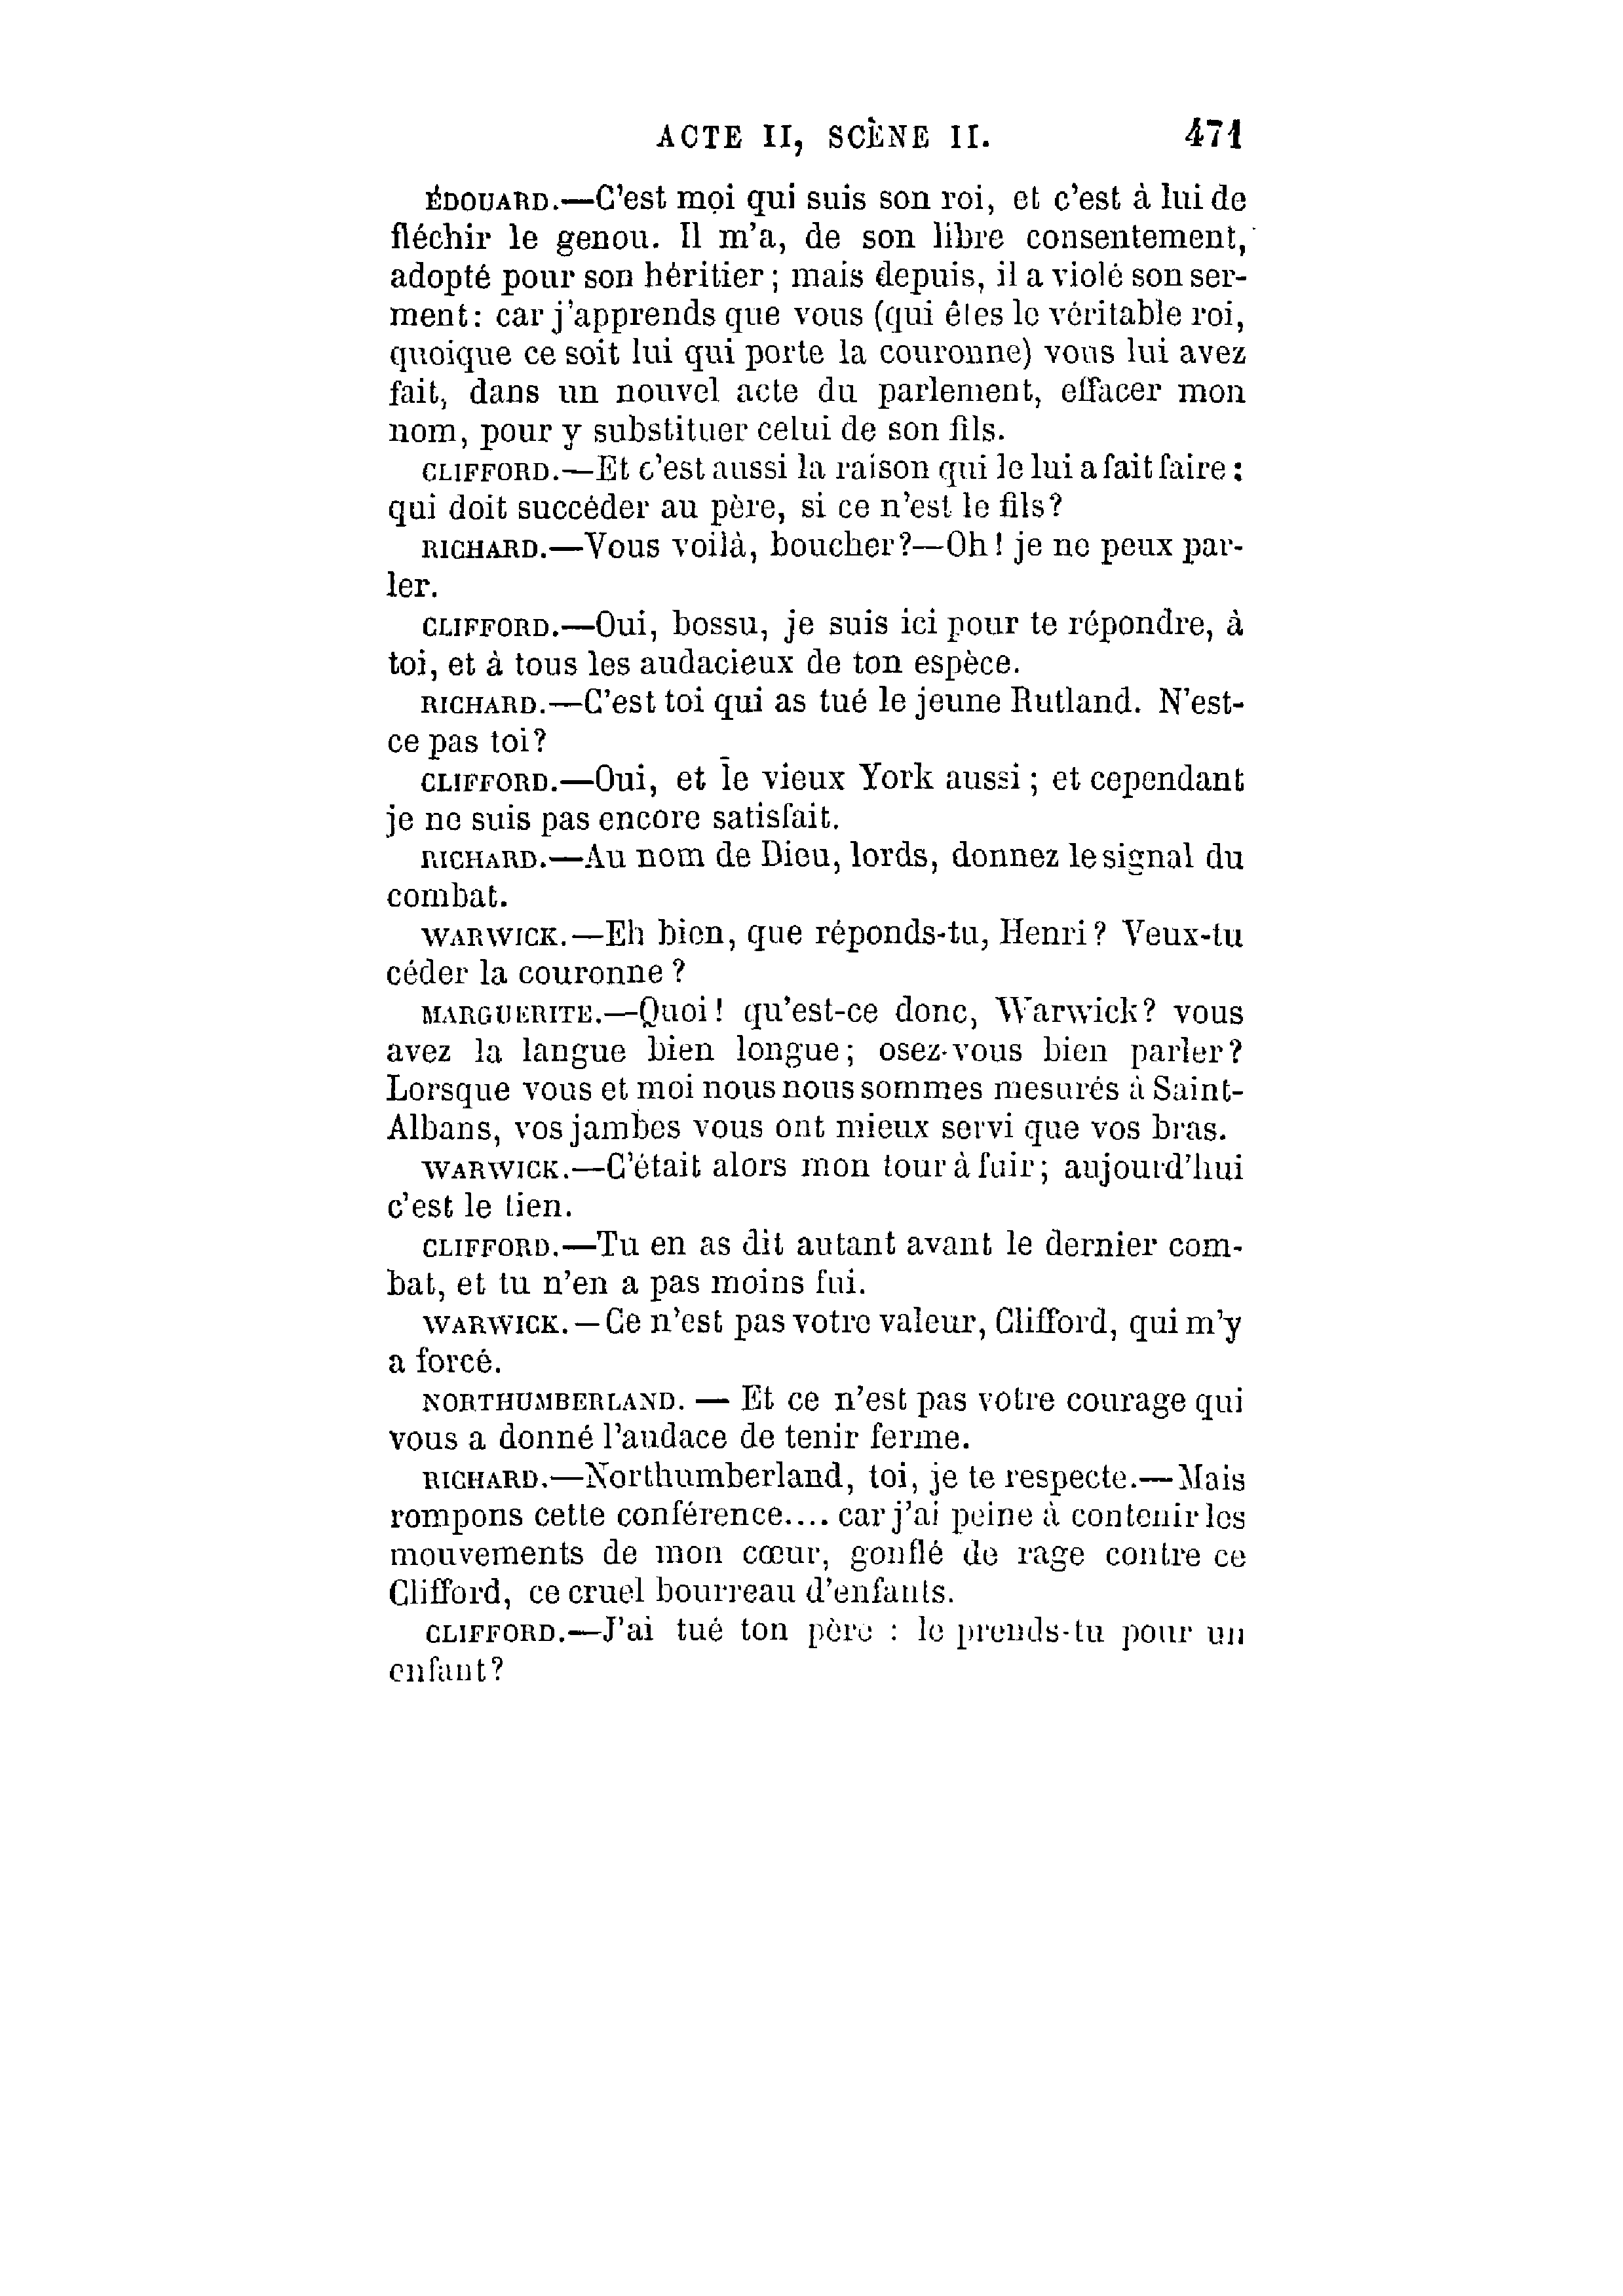 ACTE II, SCÈNE II. 471
ÉDOUARD.—C'est moi qui suis son roi, et c'est à lui de
fléchir le genou. Il m'a, de son libre consentement,
adopté pour son héritier; mais depuis, il a violé son ser-
ment: car j'apprends que vous (qui êtes le véritable roi,
quoique ce soit lui qui porte la couronne) vous lui avez
fait, dans un nouvel acte du parlement, effacer mon
nom, pour y substituer celui de son fils.
CLIFFORD.—Et c'est aussi la raison qui le lui a fait faire:
qui doit succéder au père, si ce n'est le fils?
RICHARD.—Vous voilà, boucher?—Oh! je ne peux par-
ler.
CLIFFORD.—Oui, bossu, je suis ici pour te répondre, à
toi, et à tous les audacieux de ton espèce.
RICHARD.—C'est toi qui as tué le jeune Rutland. N'est-
ce pas toi?
CLIFFORD.—Oui, et le vieux York aussi; et cependant
je ne suis pas encore satisfait.
RICHARD.—Au nom de Dieu, lords, donnez le signal du
combat.
WARWICK.—Eh bien, que réponds-tu, Henri? Veux-tu
céder la couronne?
MARGUERITE.—Quoi! qu'est-ce donc, Warwick? vous
avez la langue bien longue; osez-vous bien parler?
Lorsque vous et moi nous nous sommes mesurés à Saint-
Albans, vos jambes vous ont mieux servi que vos bras.
WARWICK.—C'était alors mon tour à fuir; aujourd'hui
c'est le tien.
CLIFFORD.—Tu en as dit autant avant le dernier com-
bat, et tu n'en a pas moins fui.
WARWICK.—Ce n'est pas votre valeur, Clifford, qui m'y
a forcé.
NORTHUMBERLAND. — Et ce n'est pas votre courage qui
vous a donné l'audace de tenir ferme.
RICHARD.—Northumberland, toi, je te respecte.—Mais
rompons cette conférence.... car j'ai peine à contenir les
mouvements de mon cœur, gonflé de rage contre ce
Clifford, ce cruel bourreau d'enfants.
CLIFFORD.—J'ai tué ton père : le prends-tu pour un
enfant?